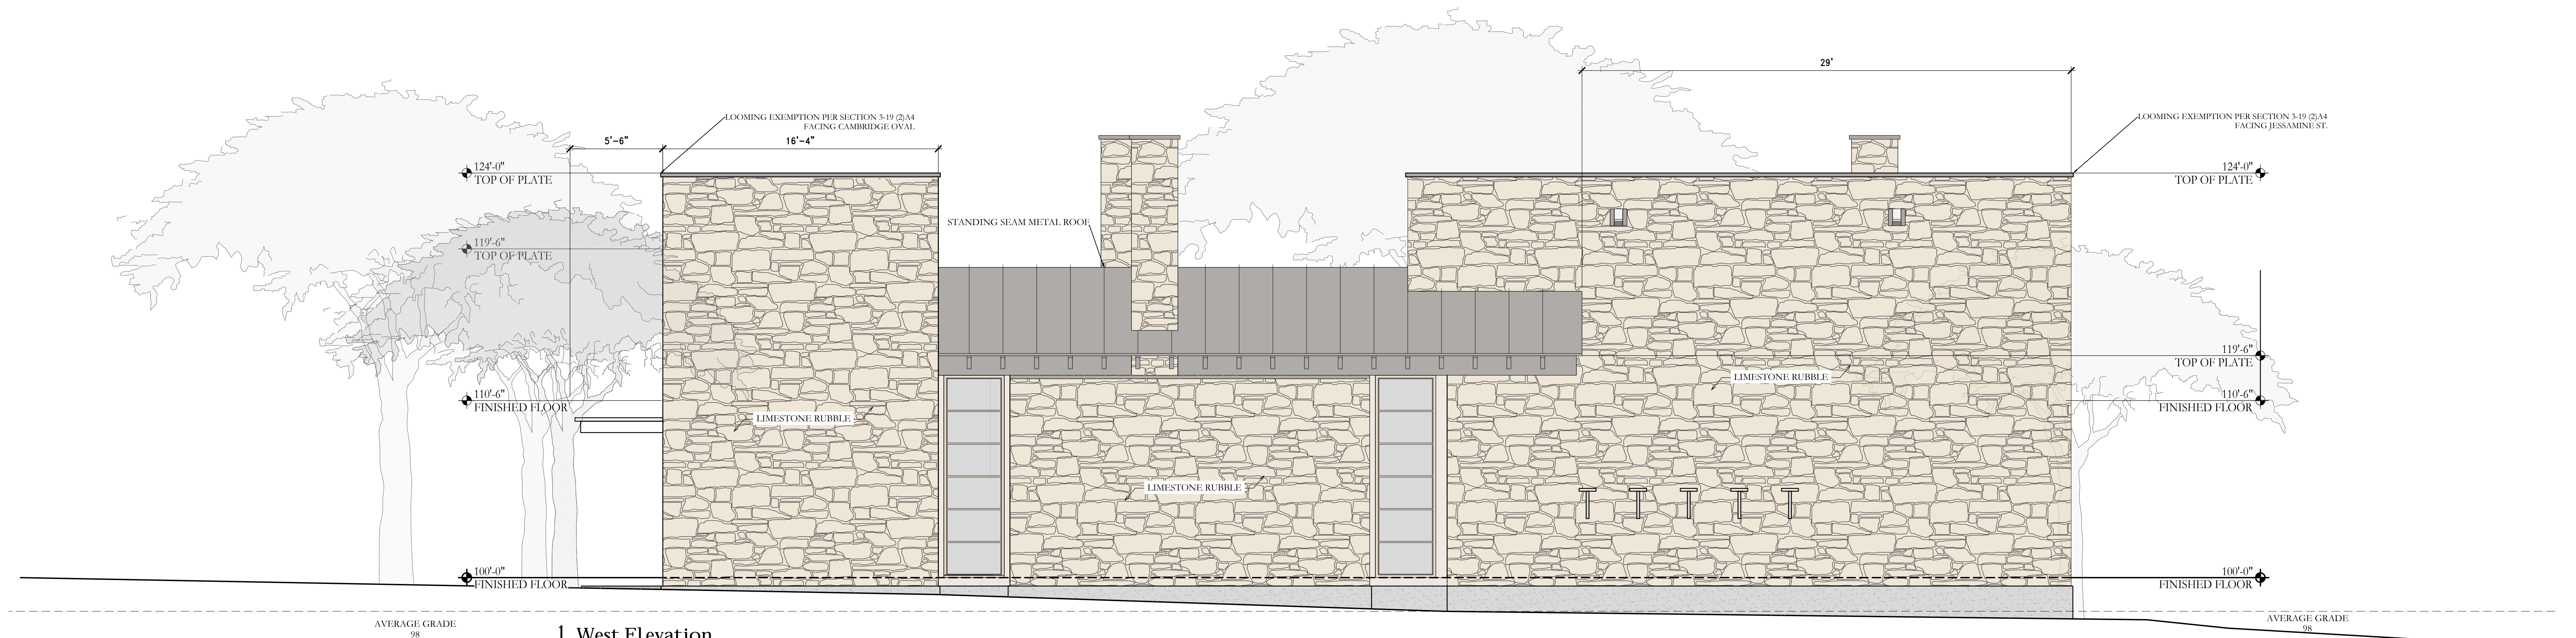 29'
LOOMING EXEMPTION PER SECTION 3-19 (2)A4
FACING CAMBRIDGE OVAL
LOOMING EXEMPTION PER SECTION 3-19 (2)A4
FACING JESSAMINE ST.
5'-6"
16'-4"
124'-0"
TOP OF PLATE
124'-0"
TOP OF PLATE
STANDING SEAM METAL ROOF
119'-6"
TOP OF PLATE
119'-6"
TOP OF PLATE
LIMESTONE RUBBLE
110'-6"
FINISHED FLOOR
110'-6"
FINISHED FLOOR
LIMESTONE RUBBLE
LIMESTONE RUBBLE
100'-0"
FINISHED FLOOR
100'-0"
FINISHED FLOOR
AVERAGE GRADE
98
AVERAGE GRADE
98
1 West Elevation